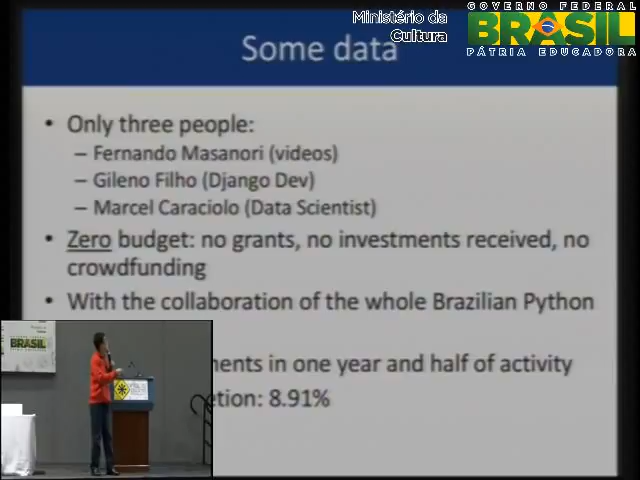 Ministério da
Cultura
GOVERNO FEDERAL
BRASIL
PÁTRIA EDUCADORA
Some data
• Only three people:
– Fernando Masanori (videos)
– Gileno Filho (Django Dev)
– Marcel Caraciolo (Data Scientist)
• Zero budget: no grants, no investments received, no
crowdfunding
• With the collaboration of the whole Brazilian Python
ments in one year and half of activity
etion: 8.91%
BRASIL